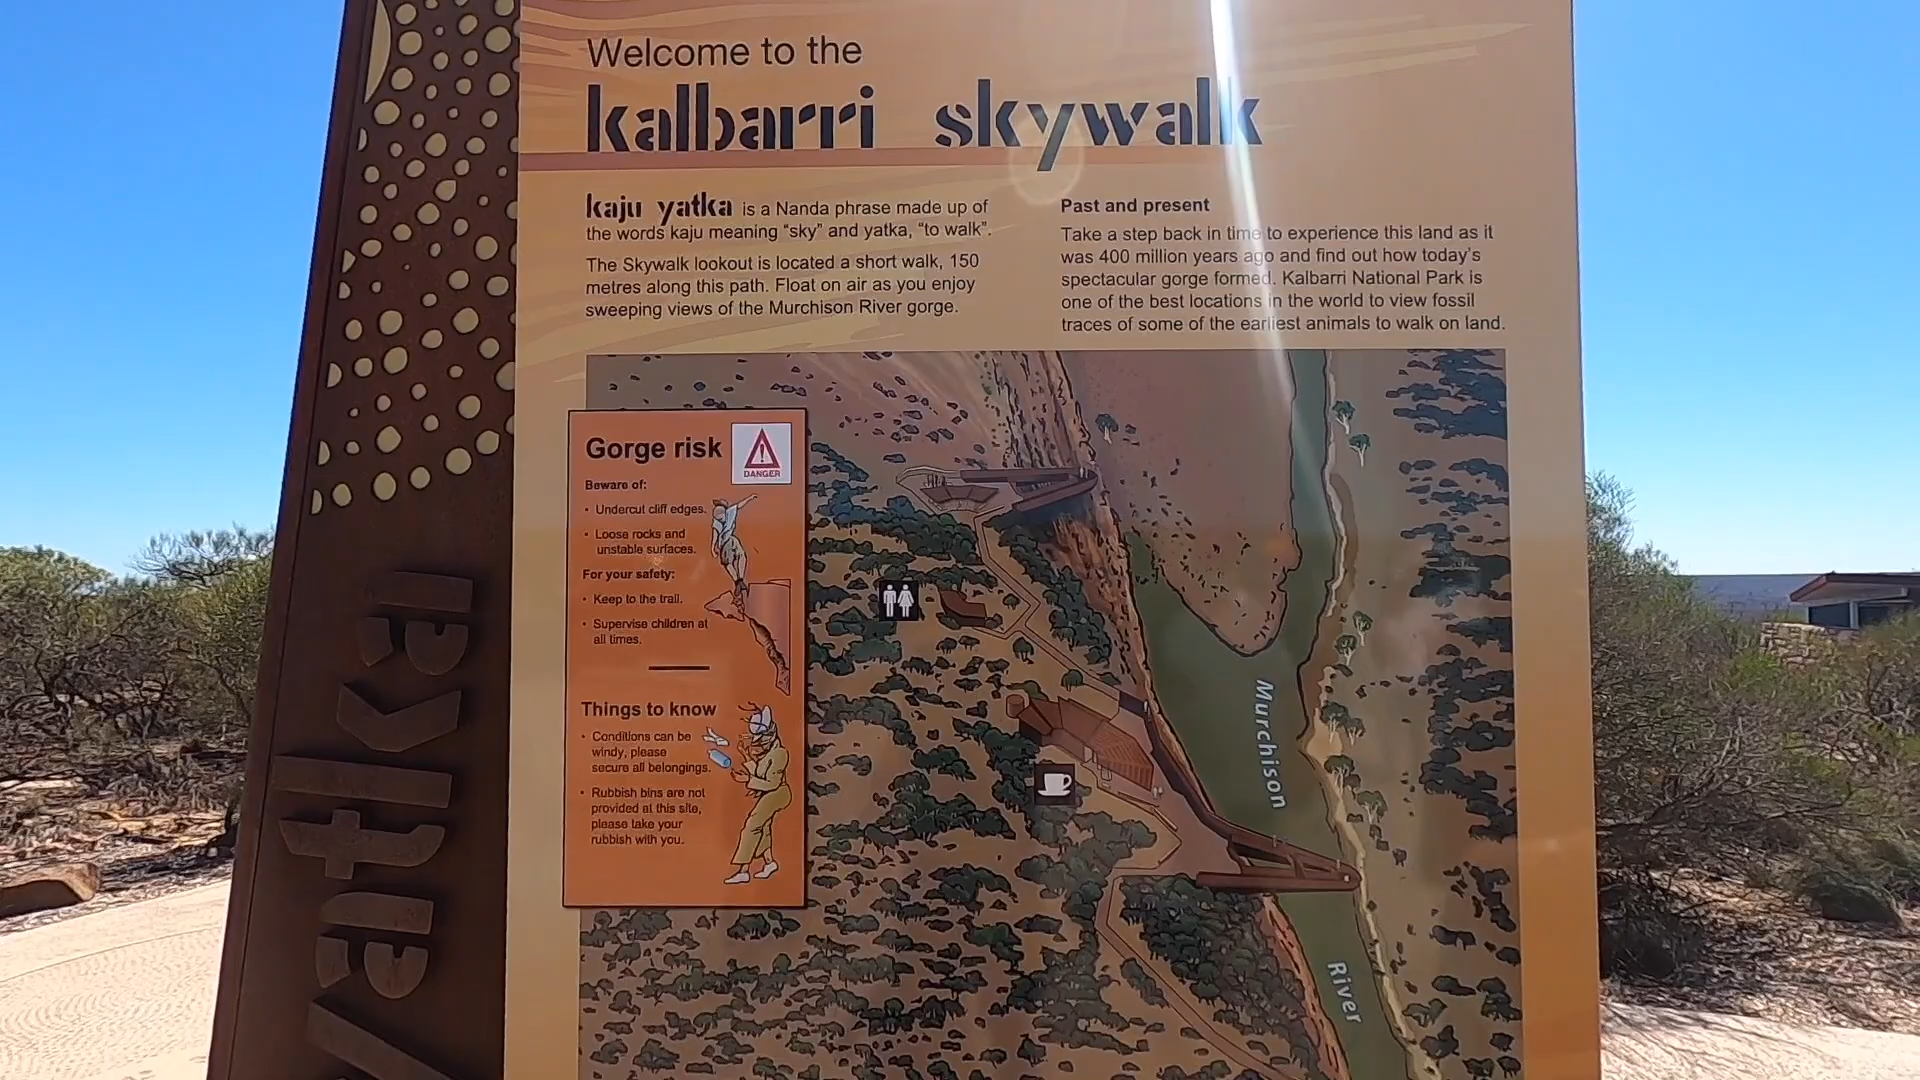 Welcome to the
kalbarri skywalk
kaju yatka is a Nanda phrase made up of
the words kaju meaning “sky” and yatka, “to walk”.
The Skywalk lookout is located a short walk, 150
metres along this path. Float on air as you enjoy
sweeping views of the Murchison River gorge.
Past and present
Take a step back in time to experience this land as it
was 400 million years ago and find out how today’s
spectacular gorge formed. Kalbarri National Park is
one of the best locations in the world to view fossil
traces of some of the earliest animals to walk on land.
Gorge risk
DANGER
Beware of:
• Undercut cliff edges.
• Loose rocks and
unstable surfaces.
For your safety:
• Keep to the trail.
• Supervise children at
all times.
Things to know
• Conditions can be
windy, please
secure all belongings.
• Rubbish bins are not
provided at this site,
please take your
rubbish with you.
Murchison
River
yatka